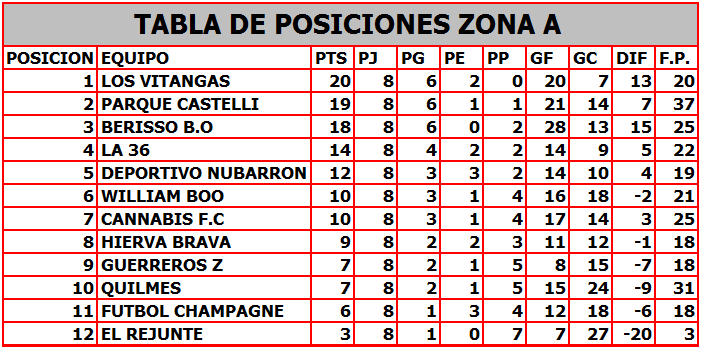 TABLA DE POSICIONES ZONA A
POSICION EQUIPO PTS PJ PG PE PP GF GC DIF F.P.
1 LOS VITANGAS 20 8 6 2 0 20 7 13 20
2 PARQUE CASTELLI 19 8 6 1 1 21 14 7 37
3 BERISSO B.O 18 8 6 0 2 28 13 15 25
4 LA 36 14 8 4 2 2 14 9 5 22
5 DEPORTIVO NUBARRON 12 8 3 3 2 14 10 4 19
6 WILLIAM BOO 10 8 3 1 4 16 18 -2 21
7 CANNABIS F.C 10 8 3 1 4 17 14 3 25
8 HIERVA BRAVA 9 8 2 2 3 11 12 -1 18
9 GUERREROS Z 7 8 2 1 5 8 15 -7 18
10 QUILMES 7 8 2 1 5 15 24 -9 31
11 FUTBOL CHAMPAGNE 6 8 1 3 4 12 18 -6 18
12 EL REJUNTE 3 8 1 0 7 7 27 -20 3